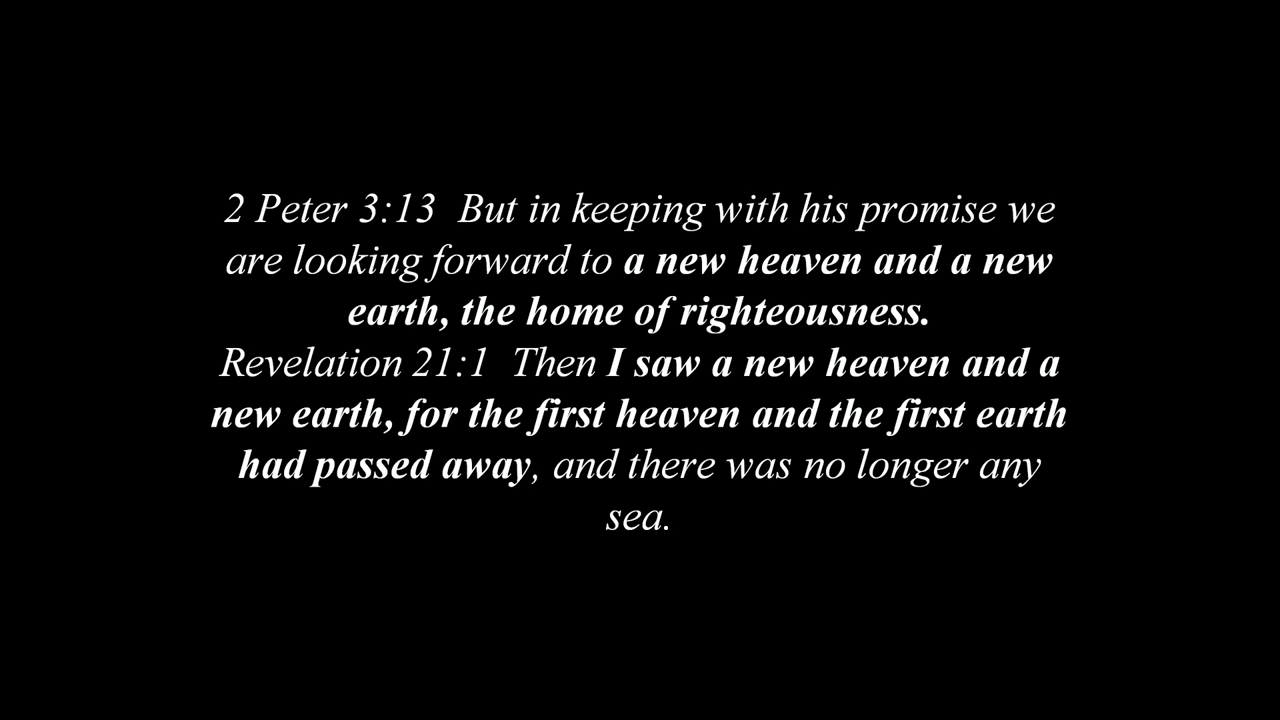 2 Peter 3:13  But in keeping with his promise we
are looking forward to a new heaven and a new
earth, the home of righteousness.
Revelation 21:1  Then I saw a new heaven and a
new earth, for the first heaven and the first earth
had passed away, and there was no longer any
sea.